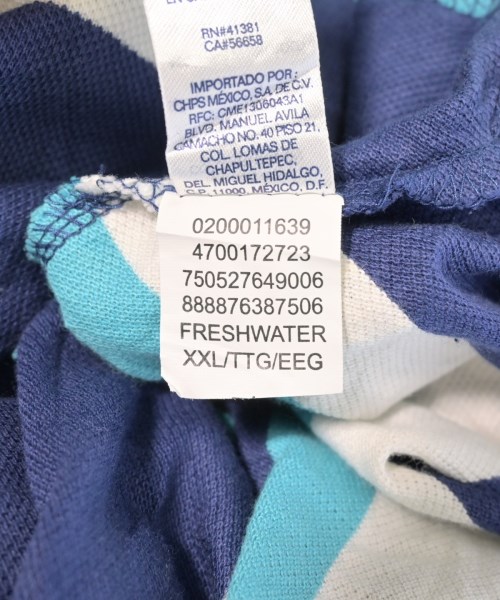 RN#41381
CA#56658
IMPORTADO POR:
CHPS MÉXICO, S.A. DE C.V.
RFC: CME1306043A1
BLVD. MANUEL AVILA
CAMACHO NO. 40 PISO 21,
COL. LOMAS DE
CHAPULTEPEC,
DEL. MIGUEL HIDALGO,
C.P. 11000, MÉXICO, D.F.
0200011639
4700172723
750527649006
888876387506
FRESHWATER
XXL/TTG/EEG